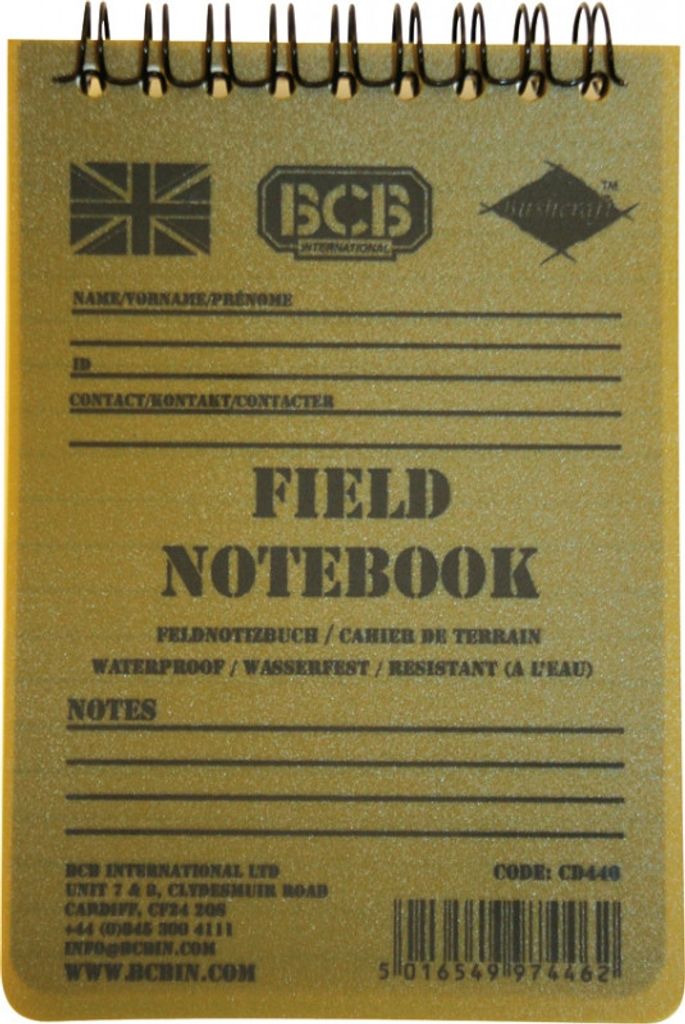 BCB
INTERNATIONAL
Bushcraft TM
NAME/VORNAME/PRÉNOME
ID
CONTACT/KONTAKT/CONTACTER
FIELD
NOTEBOOK
FELDNOTIZBUCH / CAHIER DE TERRAIN
WATERPROOF / WASSERFEST / RESISTANT (A L'EAU)
NOTES
BCB INTERNATIONAL LTD
UNIT 7 & 8, CLYDESMUIR ROAD
CARDIFF, CF24 2QS
+44 (0)845 300 4111
INFO@BCBIN.COM
WWW.BCBIN.COM
CODE: CD440
5 016549 974462